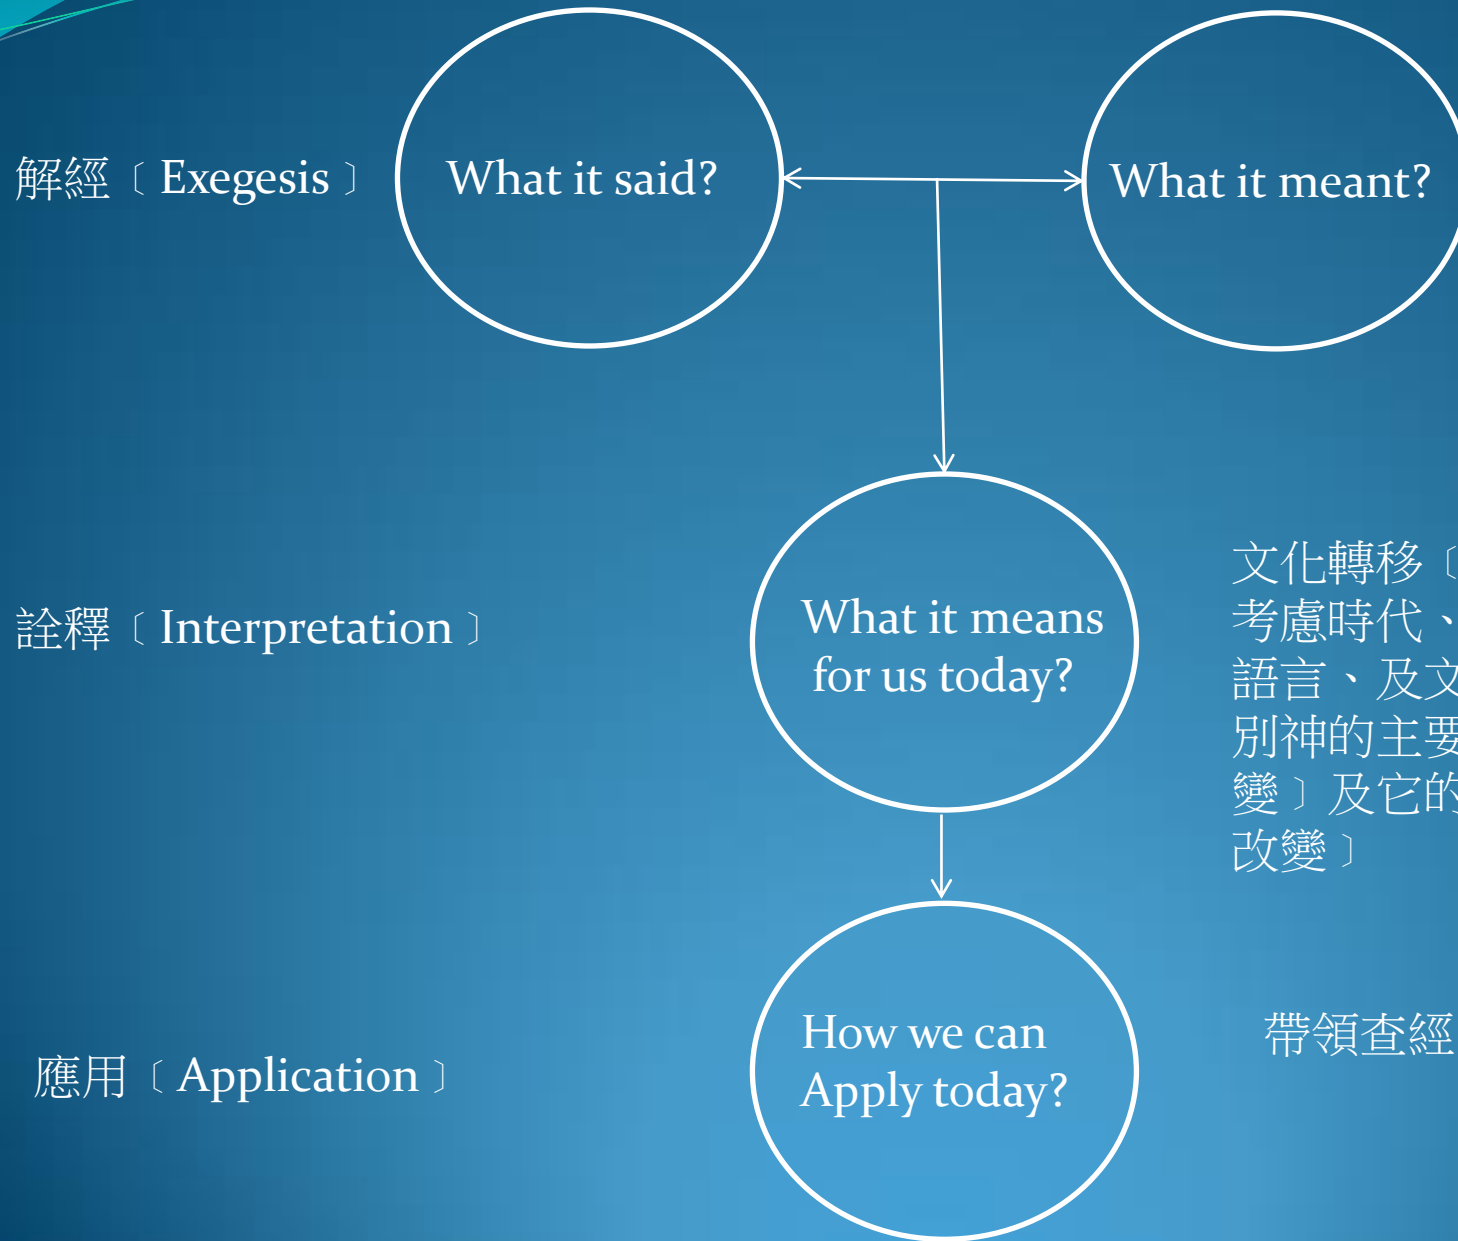 解經﹝Exegesis﹞
What it said?
What it meant?
詮釋﹝Interpretation﹞
What it means
for us today?
文化轉移﹝
考慮時代、
語言、及文
別神的主要
變﹞及它的
改變﹞
應用﹝Application﹞
How we can
Apply today?
帶領查經